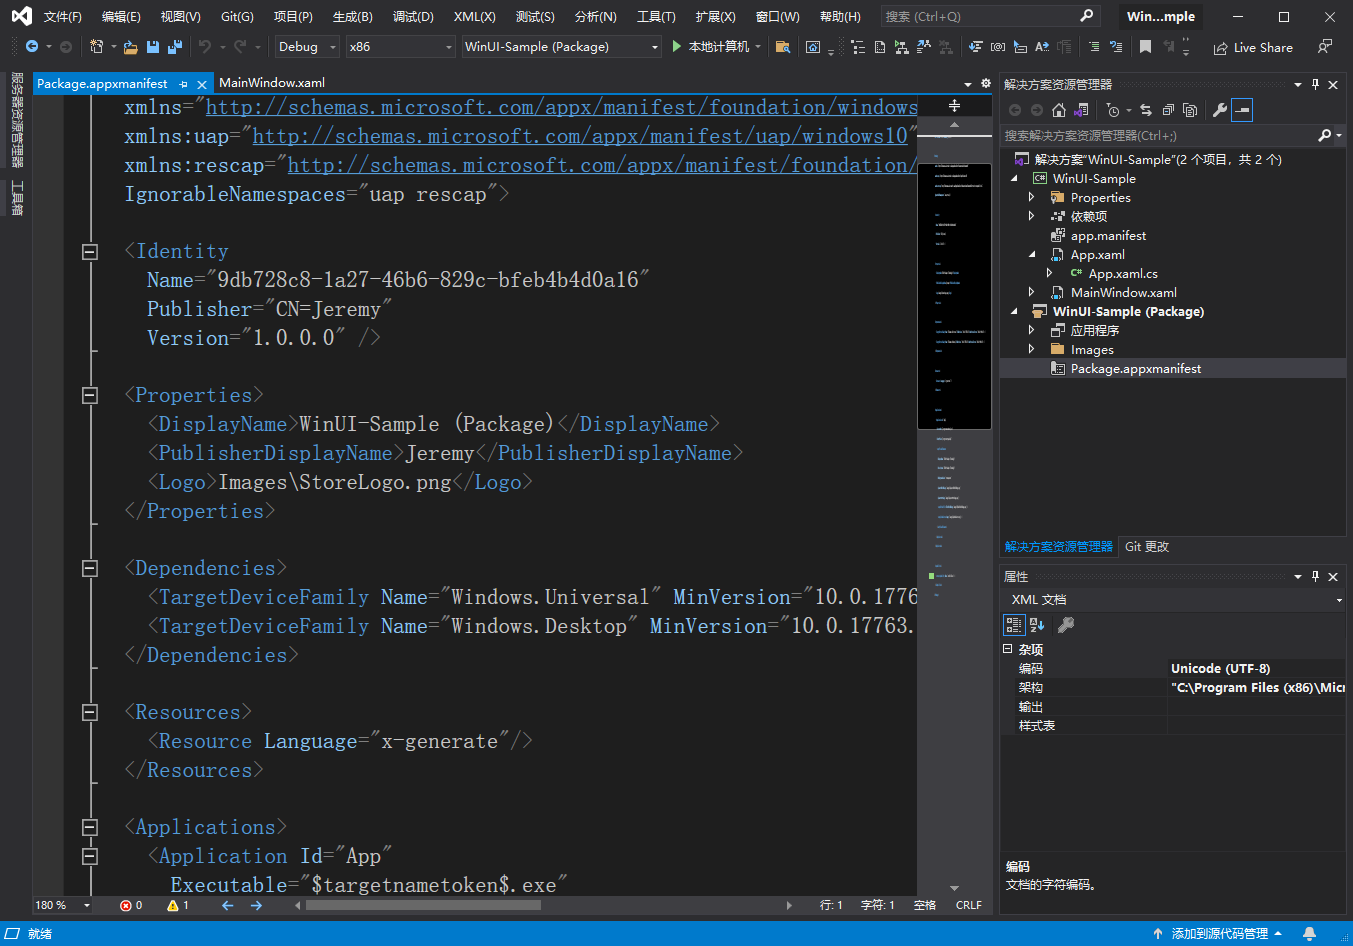 文件(F) 编辑(E) 视图(V) Git(G) 项目(P) 生成(B) 调试(D) XML(X) 测试(S) 分析(N) 工具(T) 扩展(X) 窗口(W) 帮助(H) 搜索 (Ctrl+Q) Win...mple
Debug x86 WinUI-Sample (Package) 本地计算机 Live Share
服务器资源管理器
工具箱
Package.appxmanifest MainWindow.xaml
xmlns="http://schemas.microsoft.com/appx/manifest/foundation/windows
xmlns:uap="http://schemas.microsoft.com/appx/manifest/uap/windows10"
xmlns:rescap="http://schemas.microsoft.com/appx/manifest/foundation/
IgnorableNamespaces="uap rescap">
<Identity
Name="9db728c8-1a27-46b6-829c-bfeb4b4d0a16"
Publisher="CN=Jeremy"
Version="1.0.0.0" />
<Properties>
<DisplayName>WinUI-Sample (Package)</DisplayName>
<PublisherDisplayName>Jeremy</PublisherDisplayName>
<Logo>Images\StoreLogo.png</Logo>
</Properties>
<Dependencies>
<TargetDeviceFamily Name="Windows.Universal" MinVersion="10.0.1776
<TargetDeviceFamily Name="Windows.Desktop" MinVersion="10.0.17763.
</Dependencies>
<Resources>
<Resource Language="x-generate"/>
</Resources>
<Applications>
<Application Id="App"
Executable="$targetnametoken$.exe"
180 % 0 1 行: 1 字符: 1 空格 CRLF
解决方案资源管理器
搜索解决方案资源管理器(Ctrl+;)
解决方案"WinUI-Sample"(2 个项目，共 2 个)
WinUI-Sample
Properties
依赖项
app.manifest
App.xaml
C# App.xaml.cs
MainWindow.xaml
WinUI-Sample (Package)
应用程序
Images
Package.appxmanifest
解决方案资源管理器 Git 更改
属性
XML 文档
杂项
编码 Unicode (UTF-8)
架构 "C:\Program Files (x86)\Micr
输出
样式表
编码
文档的字符编码。
就绪 添加到源代码管理